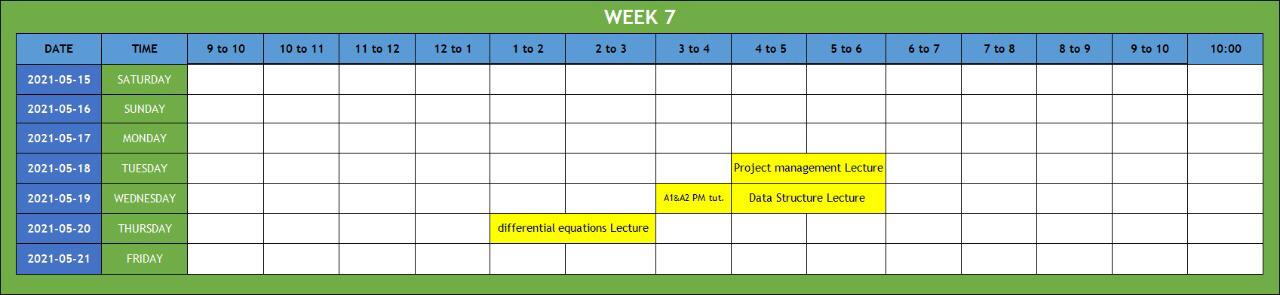 WEEK 7
DATE TIME 9 to 10 10 to 11 11 to 12 12 to 1 1 to 2 2 to 3 3 to 4 4 to 5 5 to 6 6 to 7 7 to 8 8 to 9 9 to 10 10:00
2021-05-15 SATURDAY
2021-05-16 SUNDAY
2021-05-17 MONDAY
2021-05-18 TUESDAY Project management Lecture
2021-05-19 WEDNESDAY A1&A2 PM tut. Data Structure Lecture
2021-05-20 THURSDAY differential equations Lecture
2021-05-21 FRIDAY